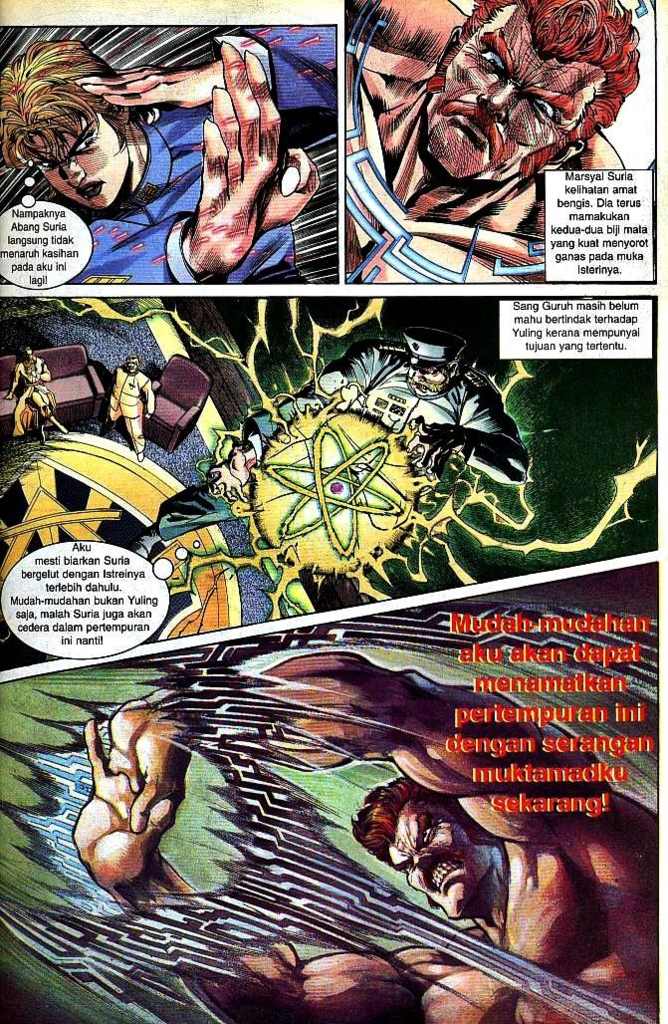 Nampaknya
Abang Suria
langsung tidak
menaruh kasihan
pada aku ini
lagi!
Marsyal Suria
kelihatan amat
bengis. Dia terus
mamakukan
kedua-dua biji mata
yang kuat menyorot
ganas pada muka
Isterinya.
Sang Guruh masih belum
mahu bertindak terhadap
Yuling kerana mempunyai
tujuan yang tertentu.
Aku
mesti biarkan Suria
bergelut dengan Istreinya
terlebih dahulu.
Mudah-mudahan bukan Yuling
saja, malah Suria juga akan
cedera dalam pertempuran
ini nanti!
Mudah-mudahan
aku akan dapat
menamatkan
pertempuran ini
dengan serangan
muktamadku
sekarang!